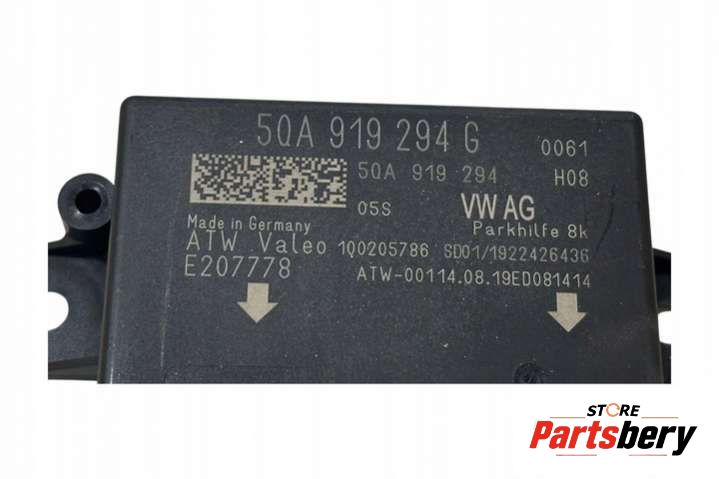 5QA 919 294 G 0061
5QA 919 294 H08
05S VW AG
Made in Germany Parkhilfe 8k
ATW Valeo 100205786 SD01/1922426436
E207778 ATW-00114.08.19ED081414
STORE
Partsbery